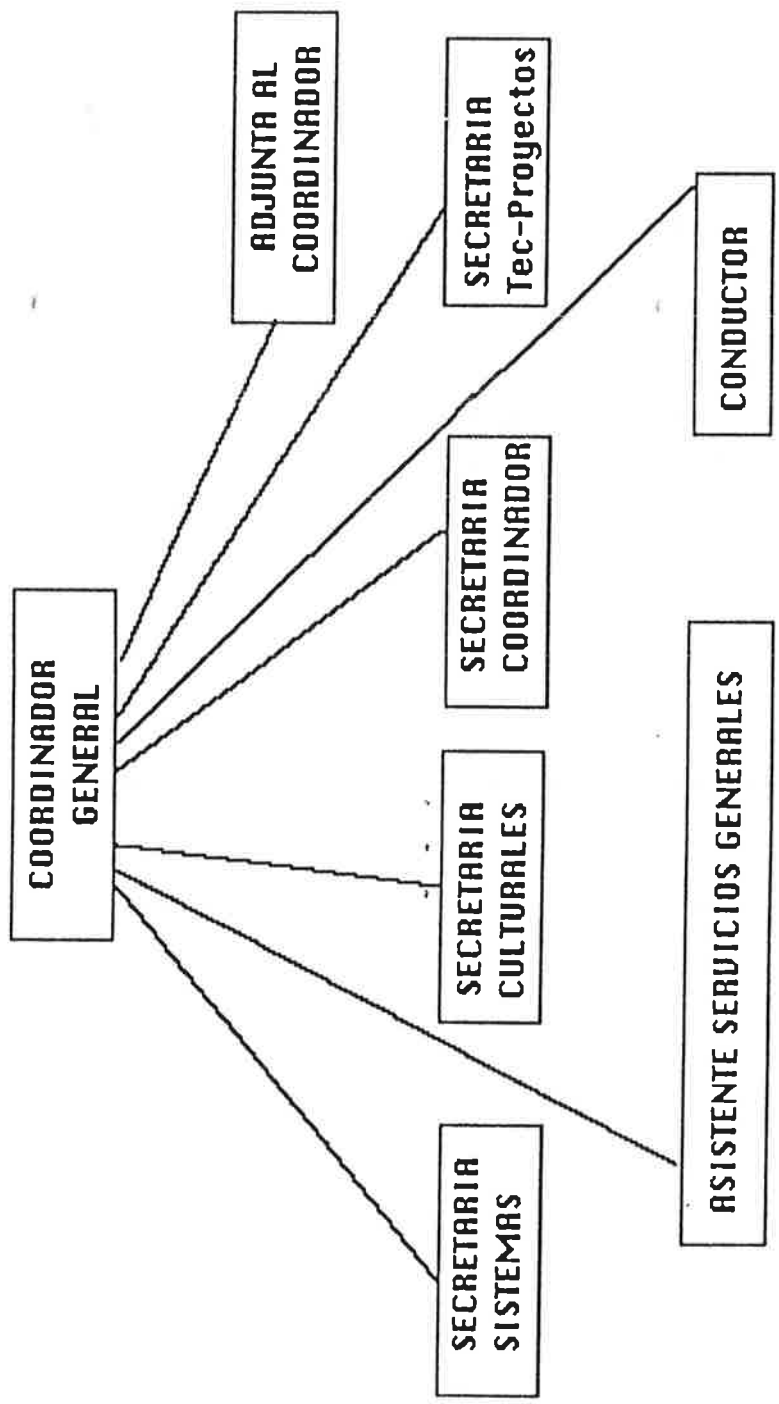 COORDINADOR
GENERAL
ADJUNTA AL
COORDINADOR
SECRETARIA
SISTEMAS
SECRETARIA
CULTURALES
SECRETARIA
COORDINADOR
SECRETARIA
Tec-Proyectos
ASISTENTE SERVICIOS GENERALES
CONDUCTOR